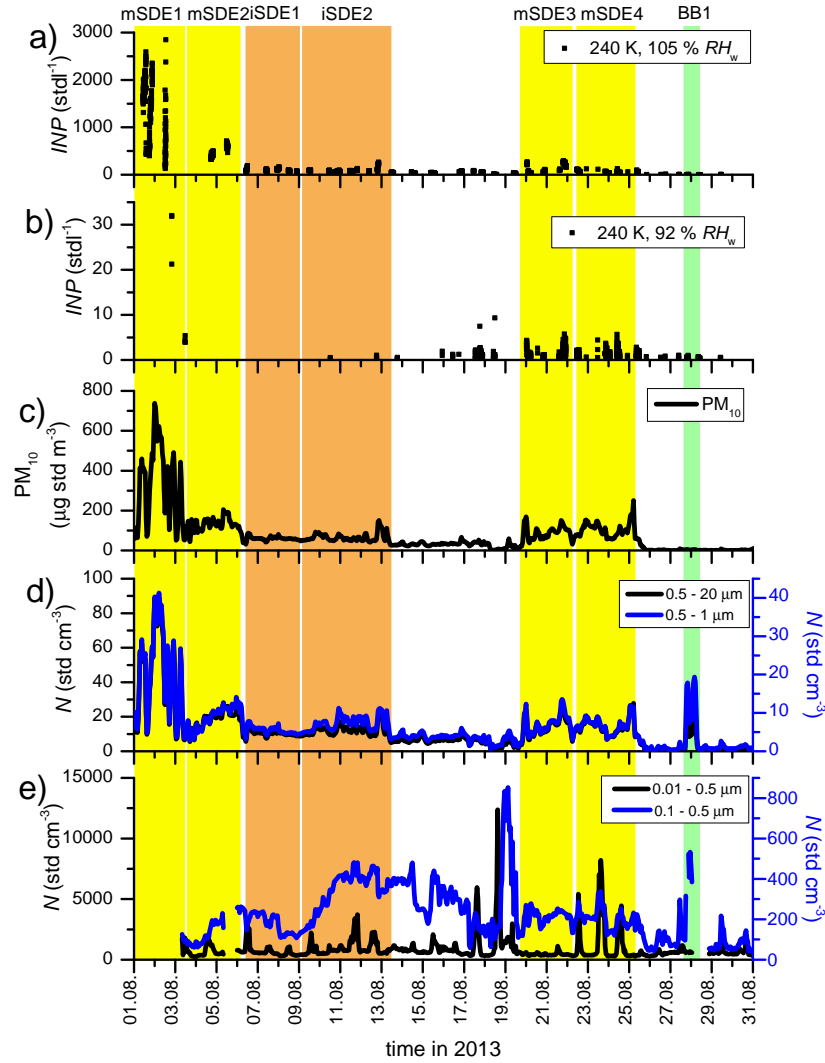 mSDE1 mSDE2 iSDE1 iSDE2 mSDE3 mSDE4 BB1
a)
3000
2000
1000
0
INP (stdl⁻¹)
240 K, 105 % RHw
b)
30
20
10
0
INP (stdl⁻¹)
240 K, 92 % RHw
c)
800
600
400
200
0
PM₁₀
(µg std m⁻³)
PM₁₀
d)
100
80
60
40
20
0
N (std cm⁻³)
0.5 - 20 µm
0.5 - 1 µm
40
30
20
10
0
N (std cm⁻³)
e)
15000
10000
5000
0
N (std cm⁻³)
0.01 - 0.5 µm
0.1 - 0.5 µm
800
600
400
200
0
N (std cm⁻³)
01.08. 03.08. 05.08. 07.08. 09.08. 11.08. 13.08. 15.08. 17.08. 19.08. 21.08. 23.08. 25.08. 27.08. 29.08. 31.08.
time in 2013